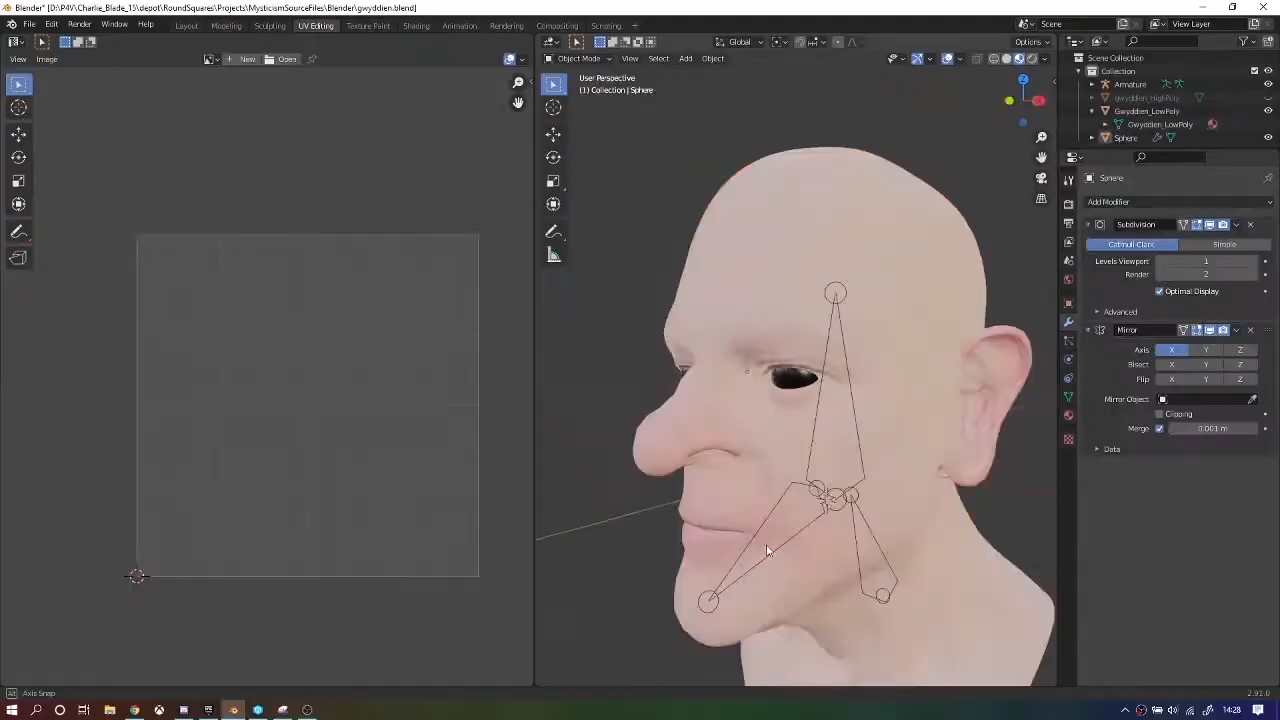 Blender* [D:\P4V\Charlie_Blade_15\depot\RoundSquares\Projects\MysticismSourceFiles\Blender\gwyddien.blend]
File Edit Render Window Help Layout Modeling Sculpting UV Editing Texture Paint Shading Animation Rendering Compositing Scripting Scene View Layer
Global Options
View Image New Open Object Mode View Select Add Object Scene Collection
User Perspective
(1) Collection | Sphere
Collection
Armature
gwyddien_HighPoly
Gwyddien_LowPoly
Gwyddien_LowPoly
Sphere
Z
Sphere
Add Modifier
Subdivision
Catmull Clark Simple
Levels Viewport 1
Render 2
Optimal Display
Advanced
Mirror
Axis X Y Z
Bisect X Y Z
Flip X Y Z
Mirror Object
Clipping
Merge 0.001 m
Data
Alt Axis Snap 2.91.0
14:28